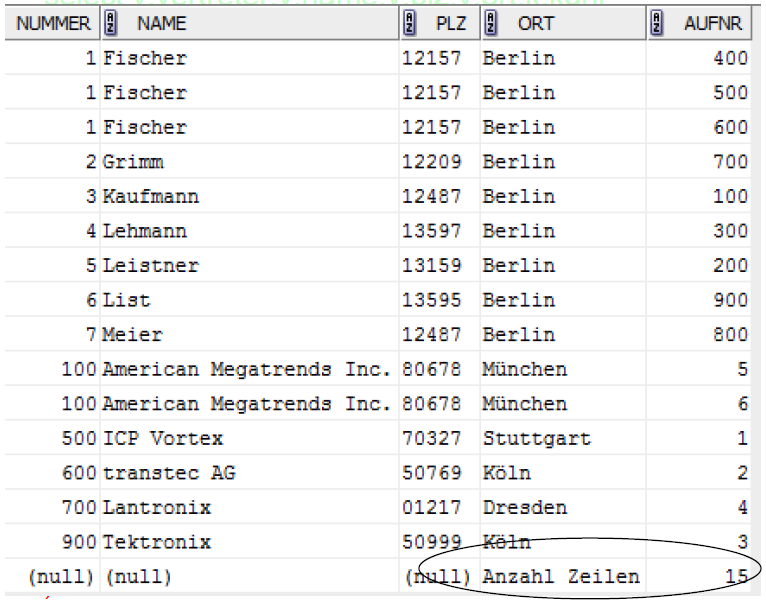 NUMMER NAME PLZ ORT AUFNR
1 Fischer 12157 Berlin 400
1 Fischer 12157 Berlin 500
1 Fischer 12157 Berlin 600
2 Grimm 12209 Berlin 700
3 Kaufmann 12487 Berlin 100
4 Lehmann 13597 Berlin 300
5 Leistner 13159 Berlin 200
6 List 13595 Berlin 900
7 Meier 12487 Berlin 800
100 American Megatrends Inc. 80678 München 5
100 American Megatrends Inc. 80678 München 6
500 ICP Vortex 70327 Stuttgart 1
600 transtec AG 50769 Köln 2
700 Lantronix 01217 Dresden 4
900 Tektronix 50999 Köln 3
(null) (null) (null) Anzahl Zeilen 15